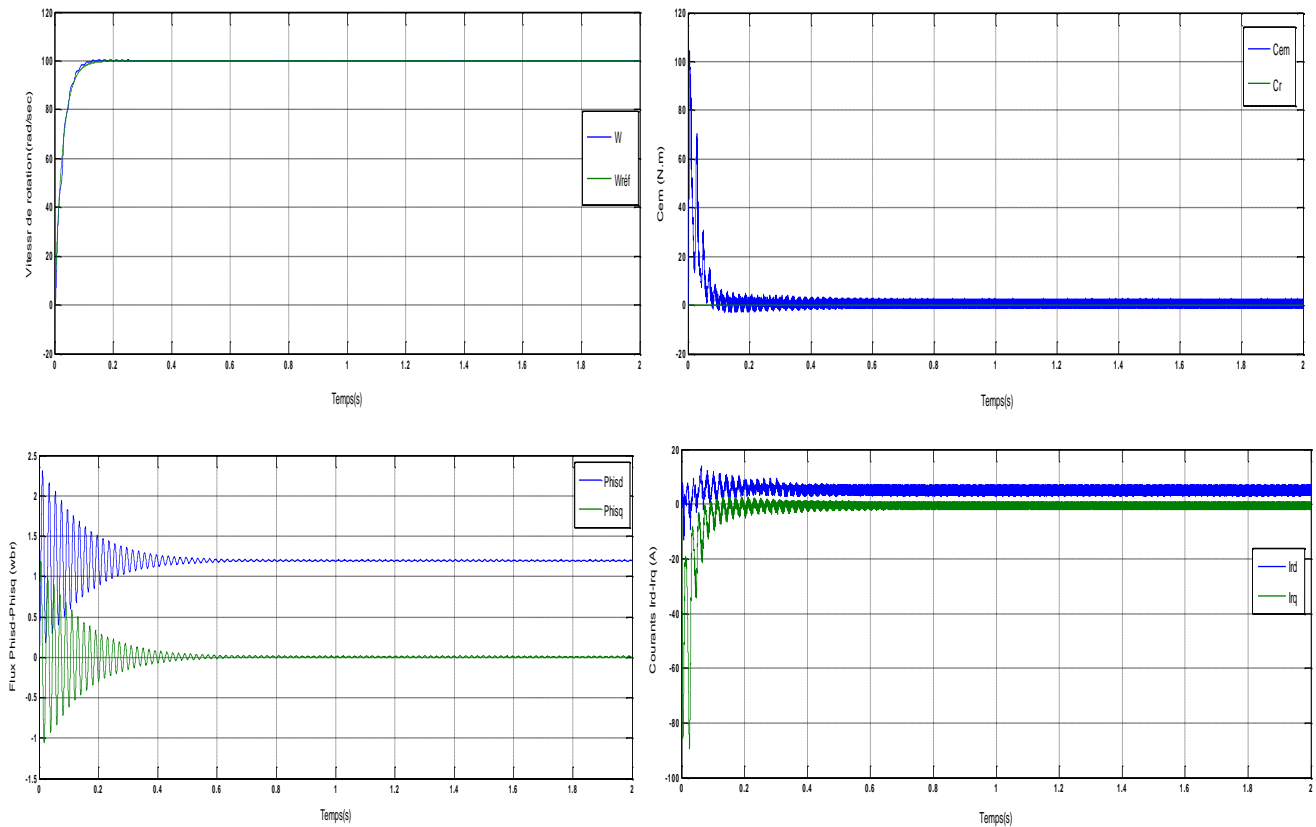 120
100
80
60
40
20
0
-20
0 0.2 0.4 0.6 0.8 1 1.2 1.4 1.6 1.8 2
Vitessr de rotation(rad/sec)
Temps(s)
W
Wréf
120
100
80
60
40
20
0
-20
0 0.2 0.4 0.6 0.8 1 1.2 1.4 1.6 1.8 2
Cem (N.m)
Temps(s)
Cem
Cr
2.5
2
1.5
1
0.5
0
-0.5
-1
-1.5
0 0.2 0.4 0.6 0.8 1 1.2 1.4 1.6 1.8 2
Flux Phisd-Phisq (wbr)
Temps(s)
Phisd
Phisq
20
0
-20
-40
-60
-80
-100
0 0.2 0.4 0.6 0.8 1 1.2 1.4 1.6 1.8 2
Courants Ird-Irq (A)
Temps(s)
Ird
Irq